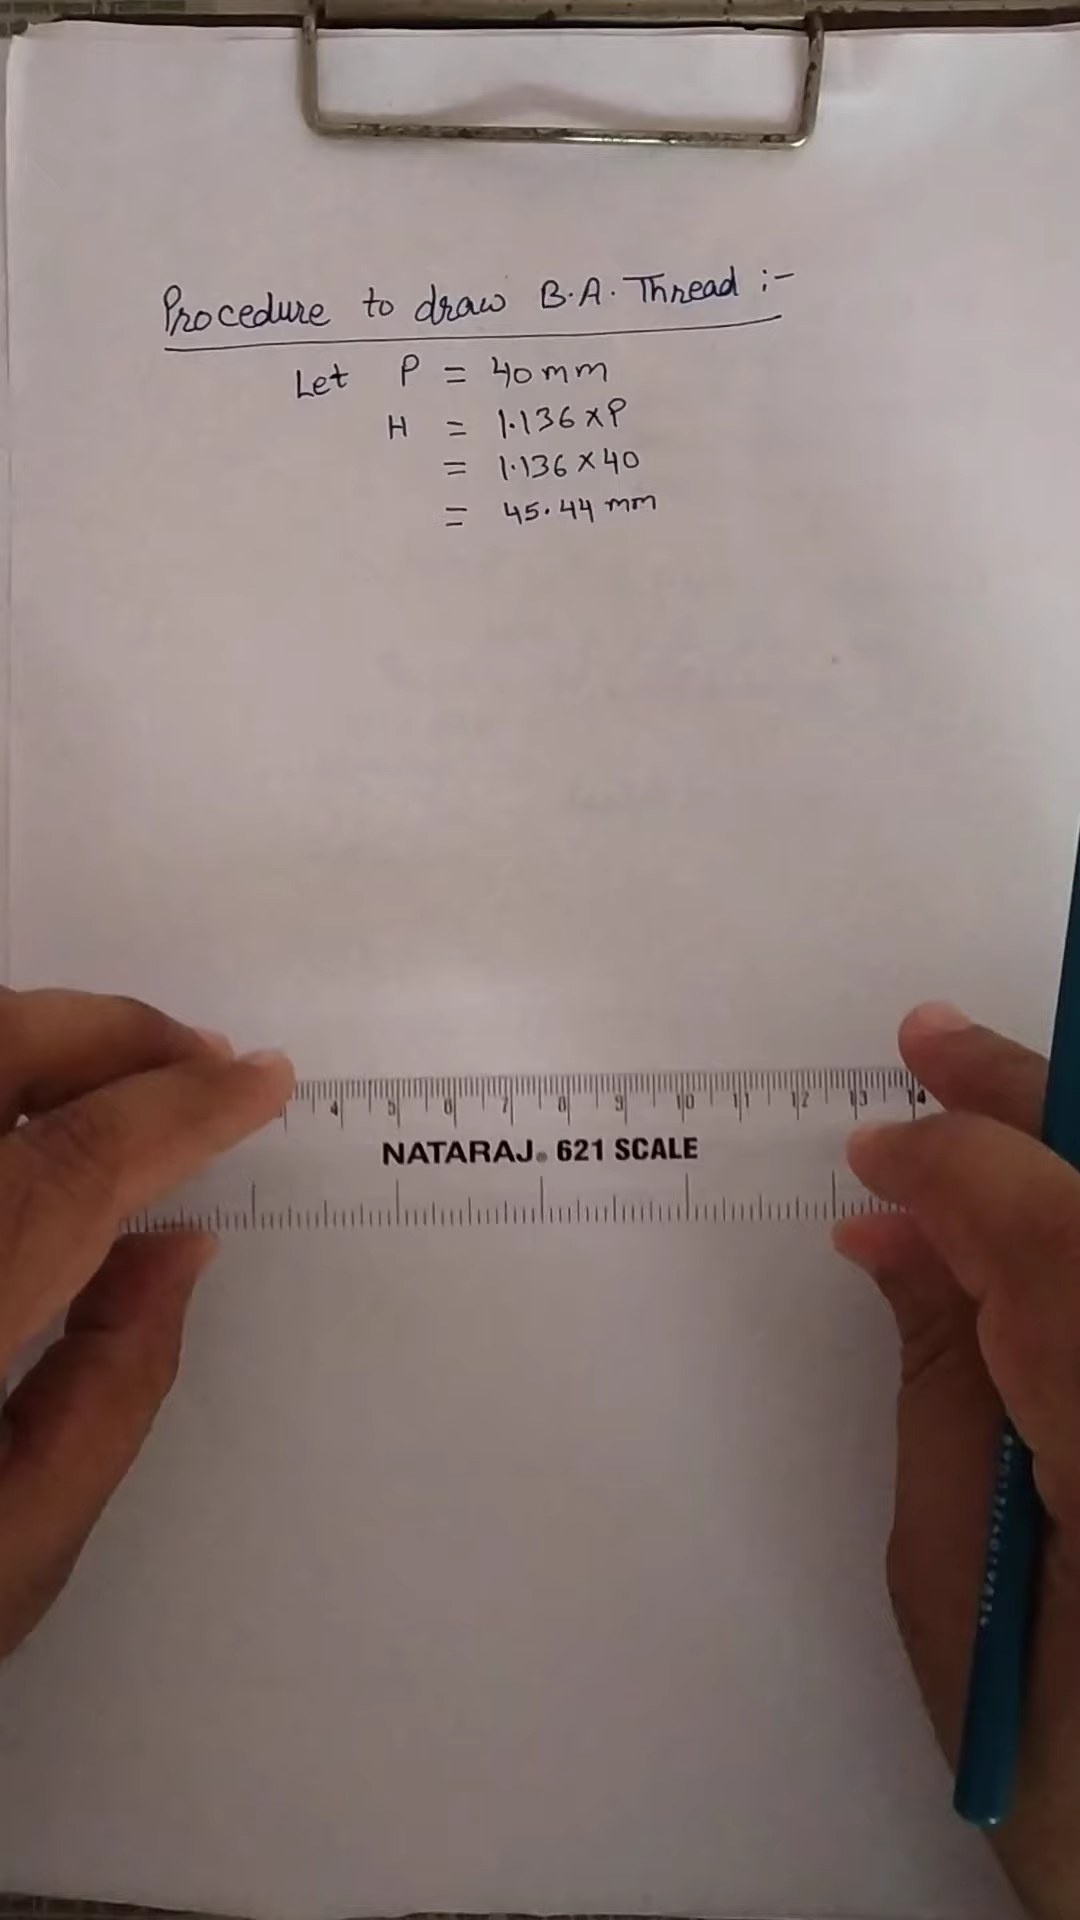 Procedure to draw B.A. Thread :-
Let P = 40mm
H = 1.136 × P
= 1.136 × 40
= 45.44 mm
4 5 6 7 8 9 10 11 12 13 14
NATARAJ® 621 SCALE